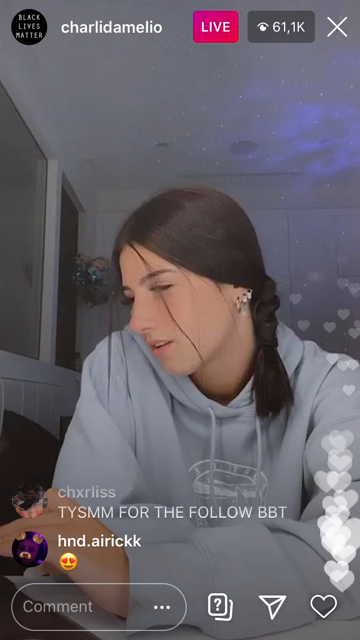 BLACK
LIVES
MATTER
charlidamelio
LIVE
61,1K
chxrliss
TYSMM FOR THE FOLLOW BBT
hnd.airickk
😍
Comment